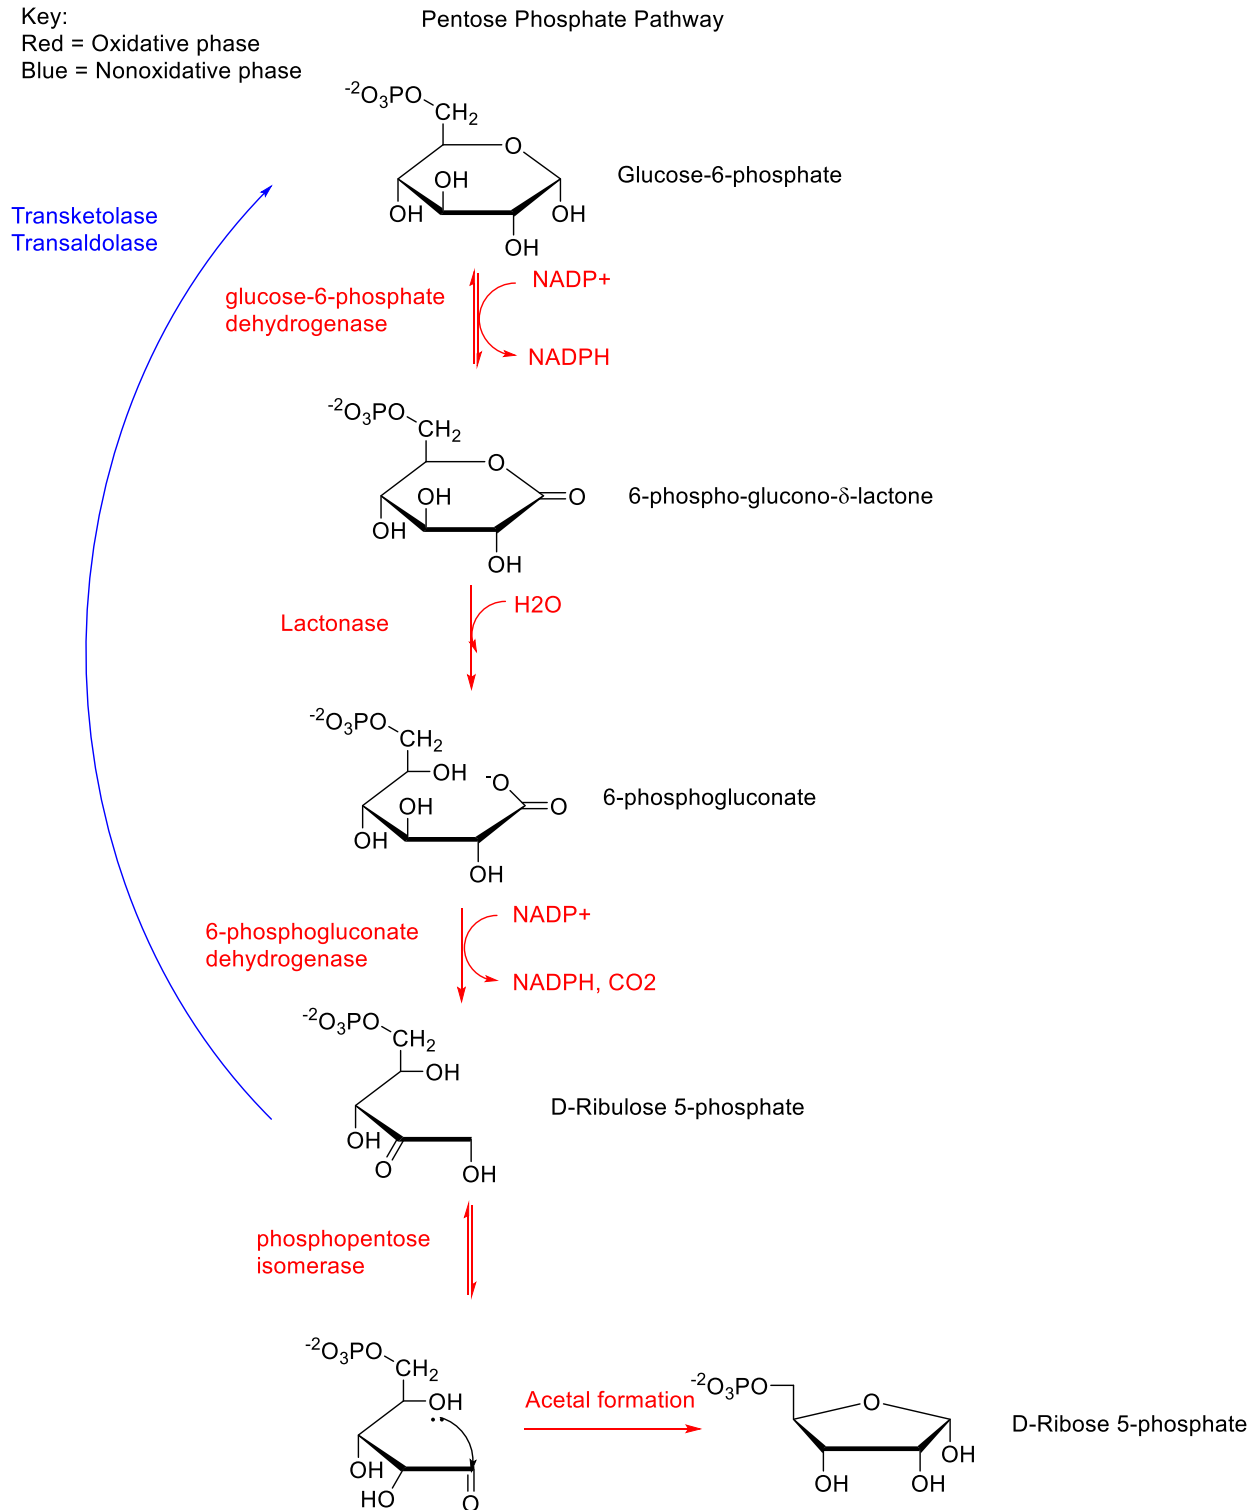 Key:
Red = Oxidative phase
Blue = Nonoxidative phase
Pentose Phosphate Pathway
-2O3PO
CH2
O
OH
OH
OH
OH
Glucose-6-phosphate
Transketolase
Transaldolase
glucose-6-phosphate
dehydrogenase
NADP+
NADPH
-2O3PO
CH2
O
OH
O
OH
OH
6-phospho-glucono-δ-lactone
Lactonase
H2O
-2O3PO
CH2
OH
-O
OH
O
OH
OH
6-phosphogluconate
6-phosphogluconate
dehydrogenase
NADP+
NADPH, CO2
-2O3PO
CH2
OH
OH
O
OH
D-Ribulose 5-phosphate
phosphopentose
isomerase
-2O3PO
CH2
OH
OH
HO
O
Acetal formation
-2O3PO
O
OH
OH
OH
D-Ribose 5-phosphate